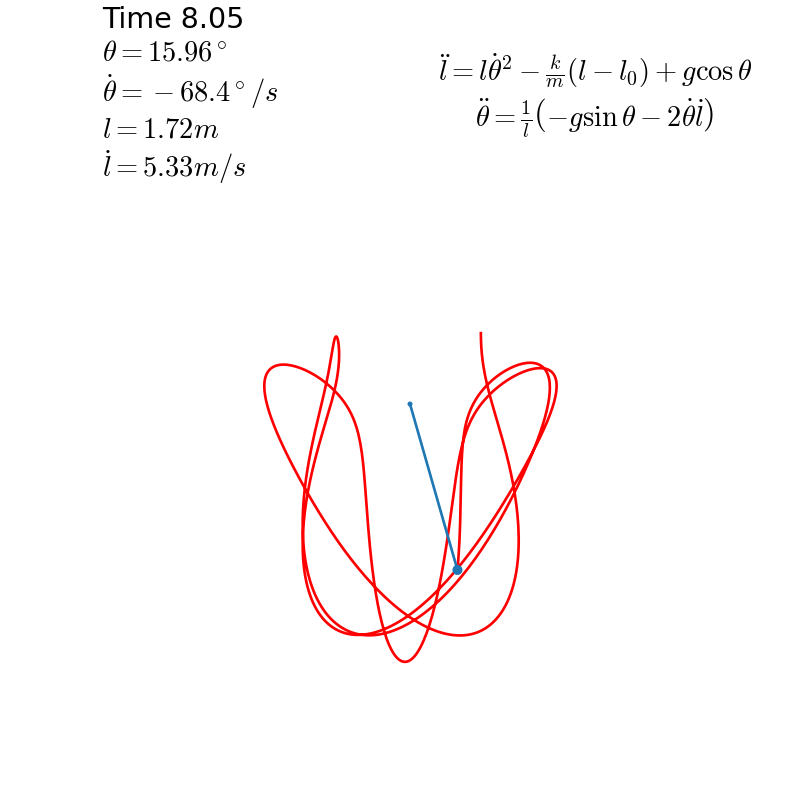 Time 8.05
θ = 15.96°
θ̇ = −68.4°/s
l = 1.72m
l̇ = 5.33m/s
l̈ = lθ̇² − k/m(l − l₀) + g cos θ
θ̈ = 1/l(−g sin θ − 2θ̇l̇)